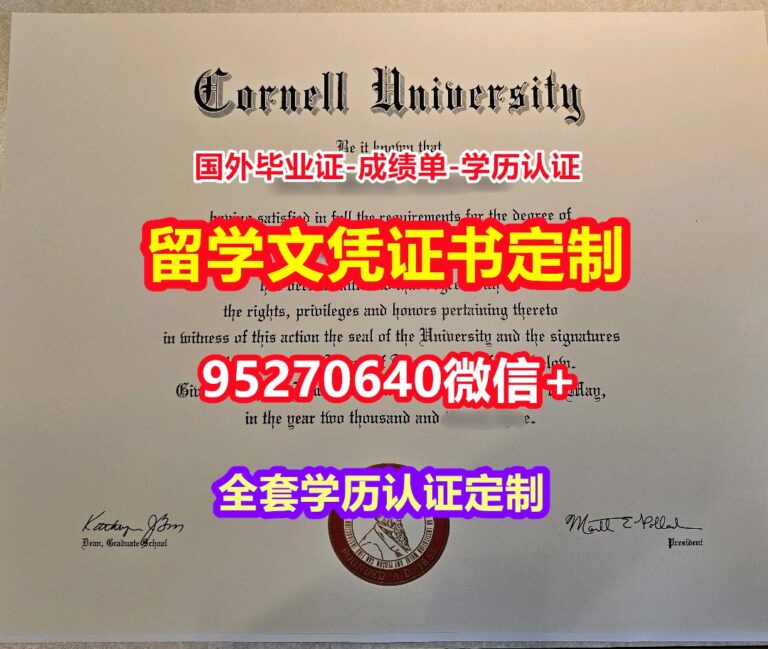 Cornell University
Be it known that
国外毕业证-成绩单-学历认证
having satisfied in full the requirements for the degree of
留学文凭证书定制
the rights, privileges and honors pertaining thereto
in witness of this action the seal of the University and the signatures
95270640微信+
May,
in the year two thousand and
全套学历认证定制
Dean, Graduate School
President
FOUNDED A.D. 1865